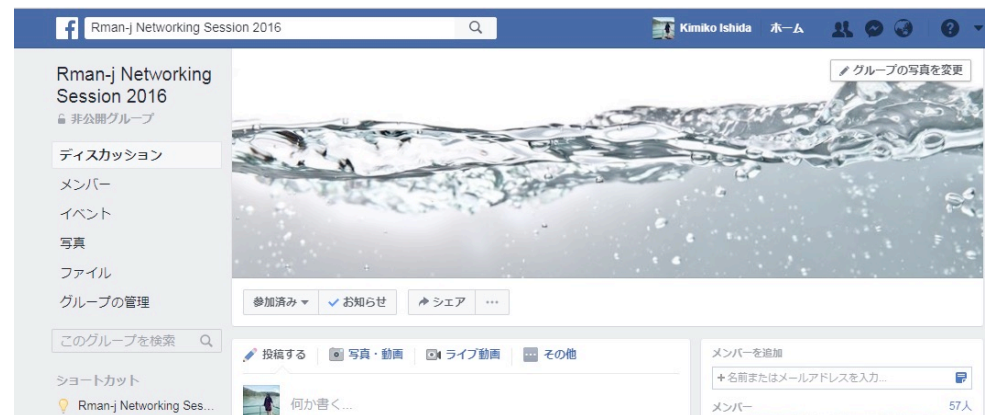 Rman-j Networking Session 2016
Kimiko Ishida ホーム
Rman-j Networking
Session 2016
非公開グループ
ディスカッション
メンバー
イベント
写真
ファイル
グループの管理
このグループを検索
ショートカット
Rman-j Networking Ses...
グループの写真を変更
参加済み お知らせ シェア ...
投稿する 写真・動画 ライブ動画 その他
何か書く...
メンバーを追加
+名前またはメールアドレスを入力...
メンバー 57人